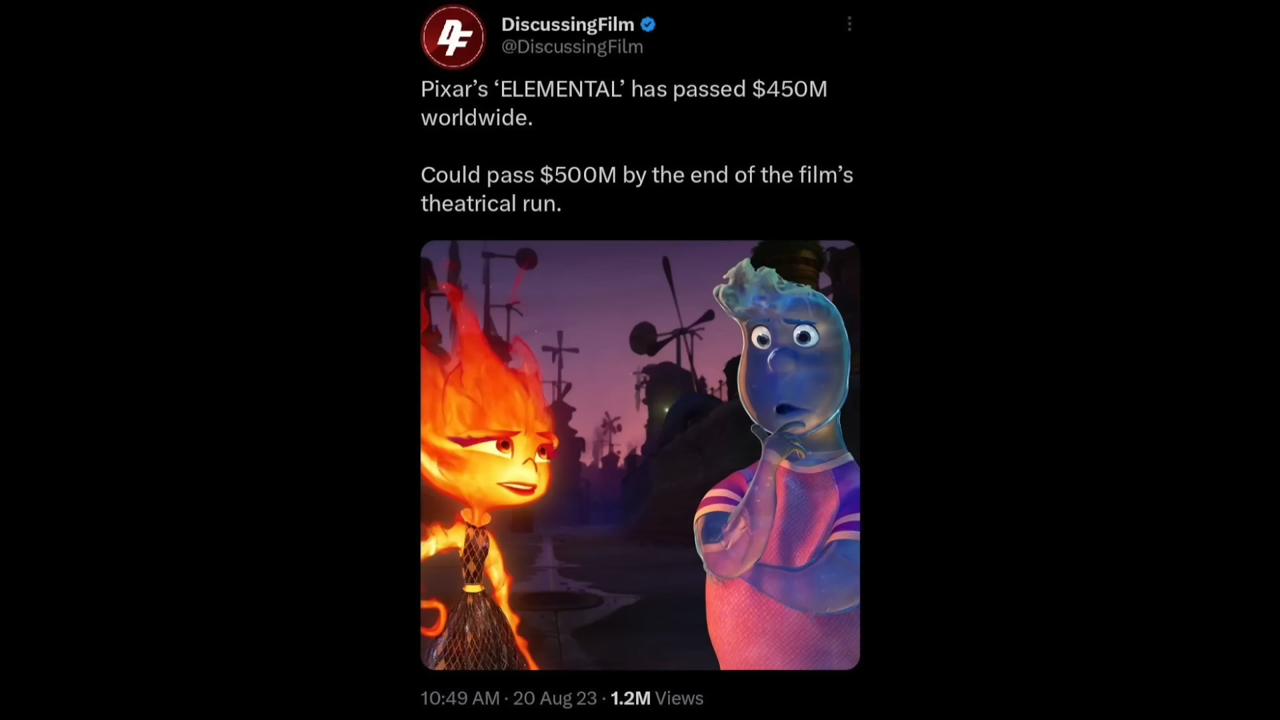 DF
DiscussingFilm
@DiscussingFilm
Pixar’s ‘ELEMENTAL’ has passed $450M
worldwide.
Could pass $500M by the end of the film’s
theatrical run.
10:49 AM · 20 Aug 23 · 1.2M Views